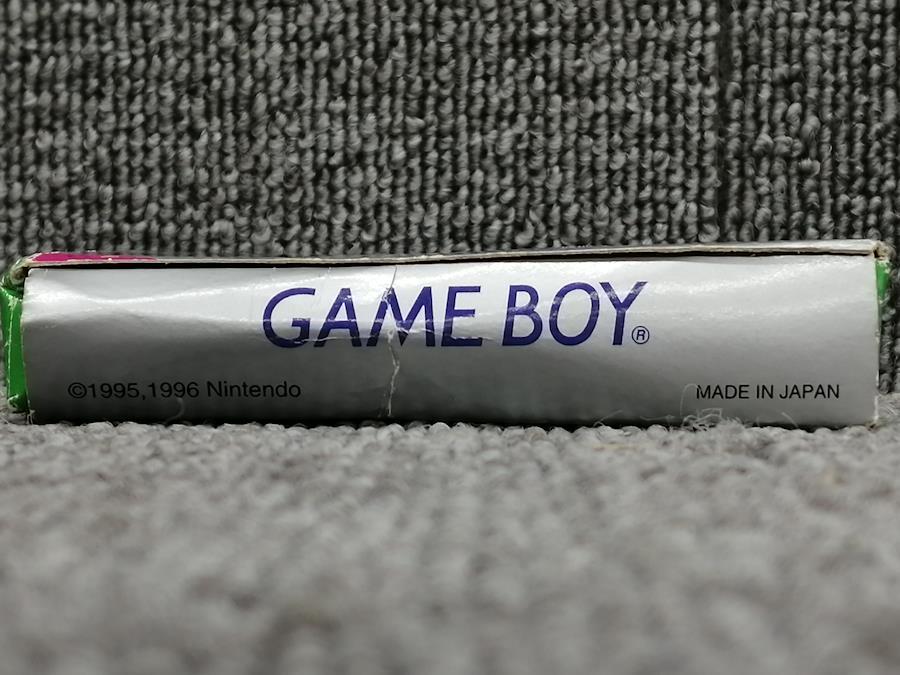 GAME BOY®
©1995,1996 Nintendo
MADE IN JAPAN